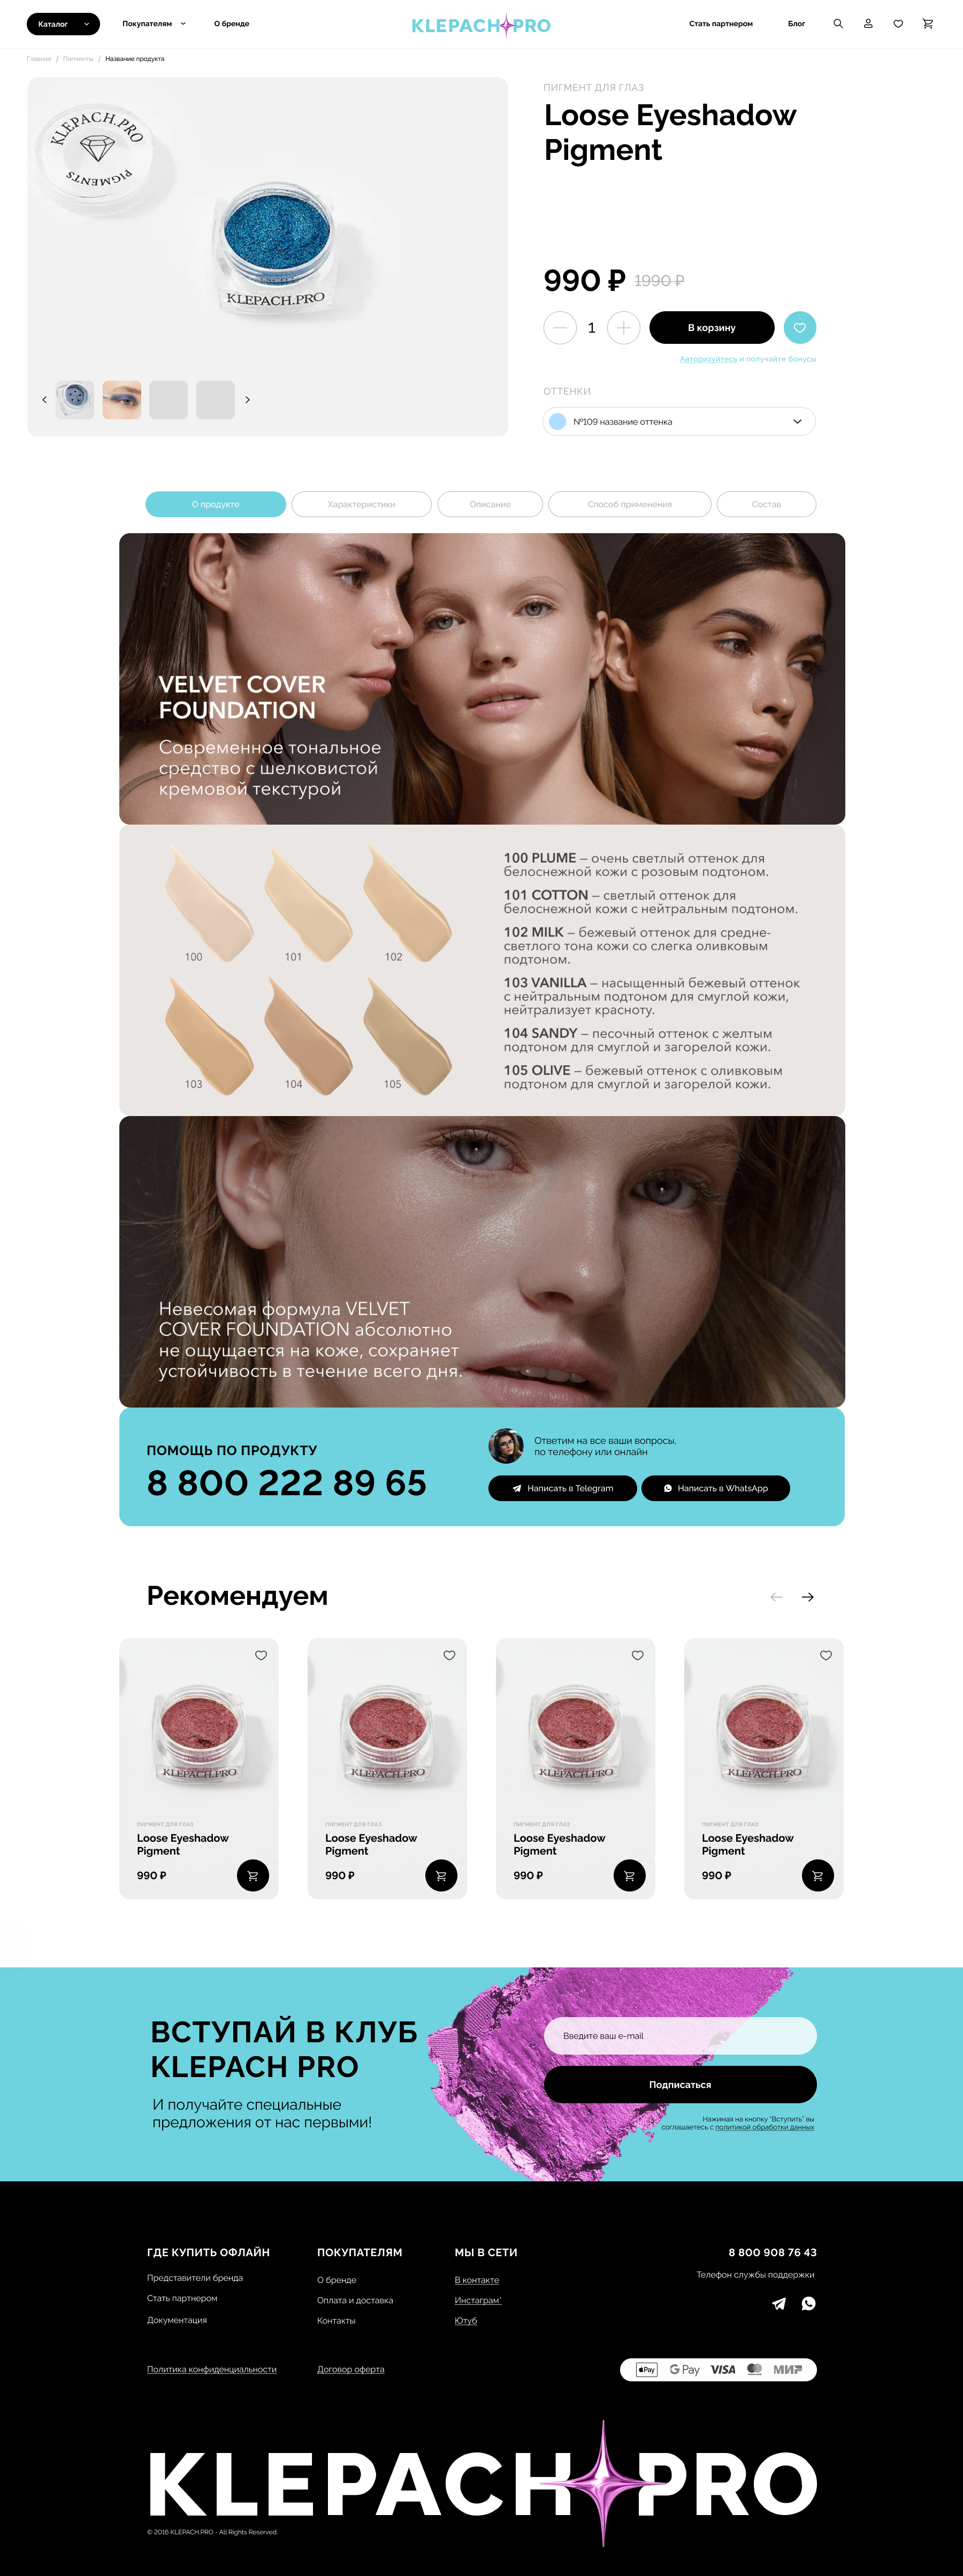 Каталог
Покупателям
О бренде
KLEPACH PRO
Стать партнером
Блог
Главная / Пигменты / Название продукта
KLEPACH.PRO
PIGMENTS
KLEPACH.PRO
ПИГМЕНТ ДЛЯ ГЛАЗ
Loose Eyeshadow
Pigment
990 ₽ 1990 ₽
1
В корзину
Авторизуйтесь и получайте бонусы
ОТТЕНКИ
№109 название оттенка
О продукте
Характеристики
Описание
Способ применения
Состав
VELVET COVER
FOUNDATION
Современное тональное
средство с шелковистой
кремовой текстурой
100 101 102
103 104 105
100 PLUME – очень светлый оттенок для
белоснежной кожи с розовым подтоном.
101 COTTON – светлый оттенок для
белоснежной кожи с нейтральным подтоном.
102 MILK – бежевый оттенок для средне-
светлого тона кожи со слегка оливковым
подтоном.
103 VANILLA – насыщенный бежевый оттенок
с нейтральным подтоном для смуглой кожи,
нейтрализует красноту.
104 SANDY – песочный оттенок с желтым
подтоном для смуглой и загорелой кожи.
105 OLIVE – бежевый оттенок с оливковым
подтоном для смуглой и загорелой кожи.
Невесомая формула VELVET
COVER FOUNDATION абсолютно
не ощущается на коже, сохраняет
устойчивость в течение всего дня.
ПОМОЩЬ ПО ПРОДУКТУ
8 800 222 89 65
Ответим на все ваши вопросы,
по телефону или онлайн
Написать в Telegram
Написать в WhatsApp
Рекомендуем
KLEPACH.PRO
ПИГМЕНТ ДЛЯ ГЛАЗ
Loose Eyeshadow
Pigment
990 ₽
KLEPACH.PRO
ПИГМЕНТ ДЛЯ ГЛАЗ
Loose Eyeshadow
Pigment
990 ₽
KLEPACH.PRO
ПИГМЕНТ ДЛЯ ГЛАЗ
Loose Eyeshadow
Pigment
990 ₽
KLEPACH.PRO
ПИГМЕНТ ДЛЯ ГЛАЗ
Loose Eyeshadow
Pigment
990 ₽
ВСТУПАЙ В КЛУБ
KLEPACH PRO
И получайте специальные
предложения от нас первыми!
Введите ваш e-mail
Подписаться
Нажимая на кнопку "Вступить" вы
соглашаетесь с политикой обработки данных
ГДЕ КУПИТЬ ОФЛАЙН
Представители бренда
Стать партнером
Документация
ПОКУПАТЕЛЯМ
О бренде
Оплата и доставка
Контакты
МЫ В СЕТИ
В контакте
Инстаграм*
Ютуб
8 800 908 76 43
Телефон службы поддержки
Политика конфиденциальности
Договор оферта
Pay G Pay VISA МИР
KLEPACH PRO
© 2016 KLEPACH.PRO - All Rights Reserved.